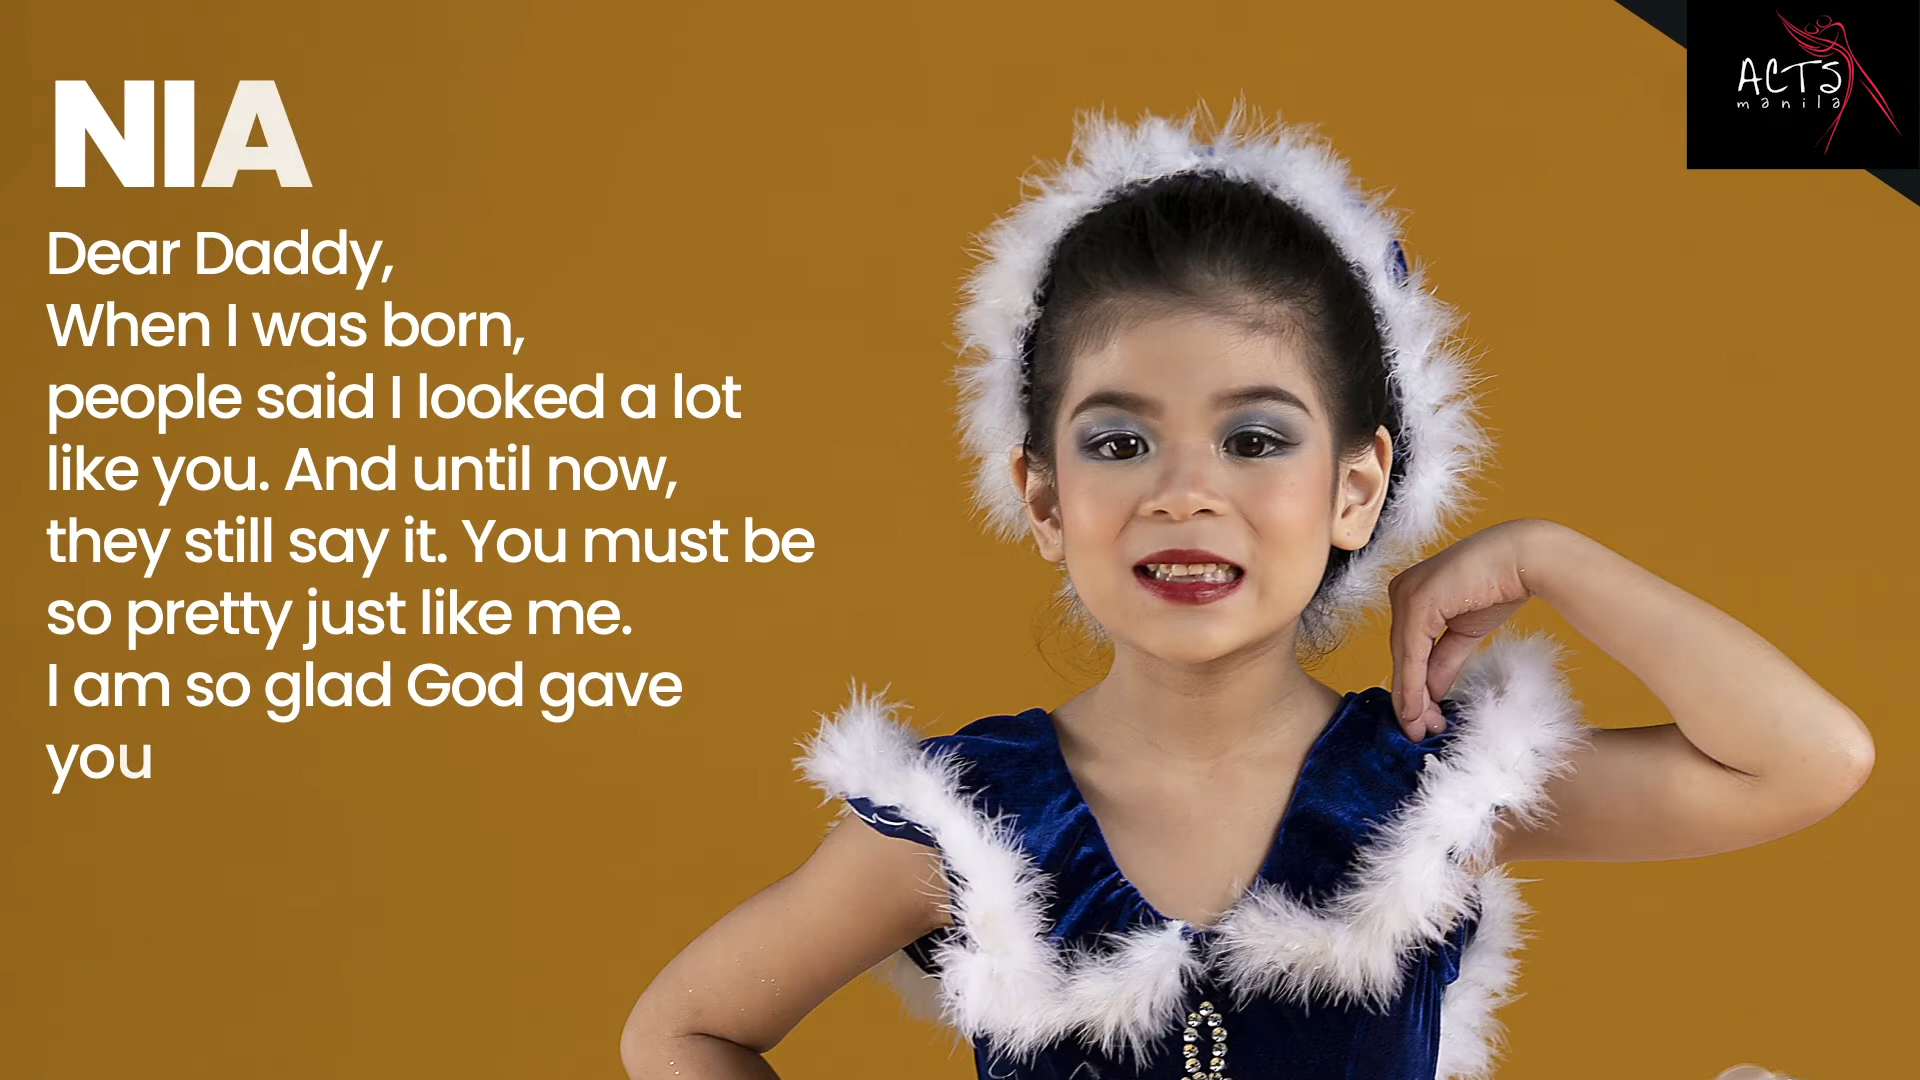 NIA
Dear Daddy,
When I was born,
people said I looked a lot
like you. And until now,
they still say it. You must be
so pretty just like me.
I am so glad God gave
you
ACTS
manila